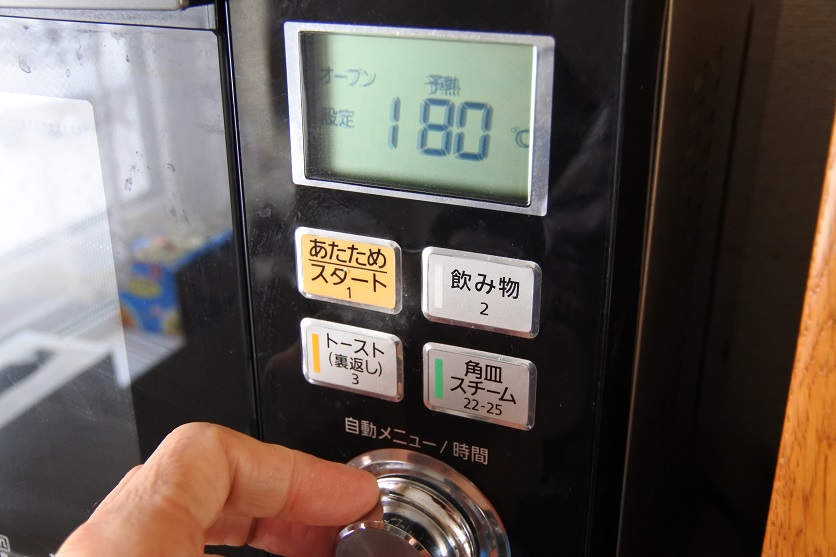 オーブン 予熱
設定 180 ℃
あたため
スタート
1
飲み物
2
トースト
(裏返し)
3
角皿
スチーム
22-25
自動メニュー/時間